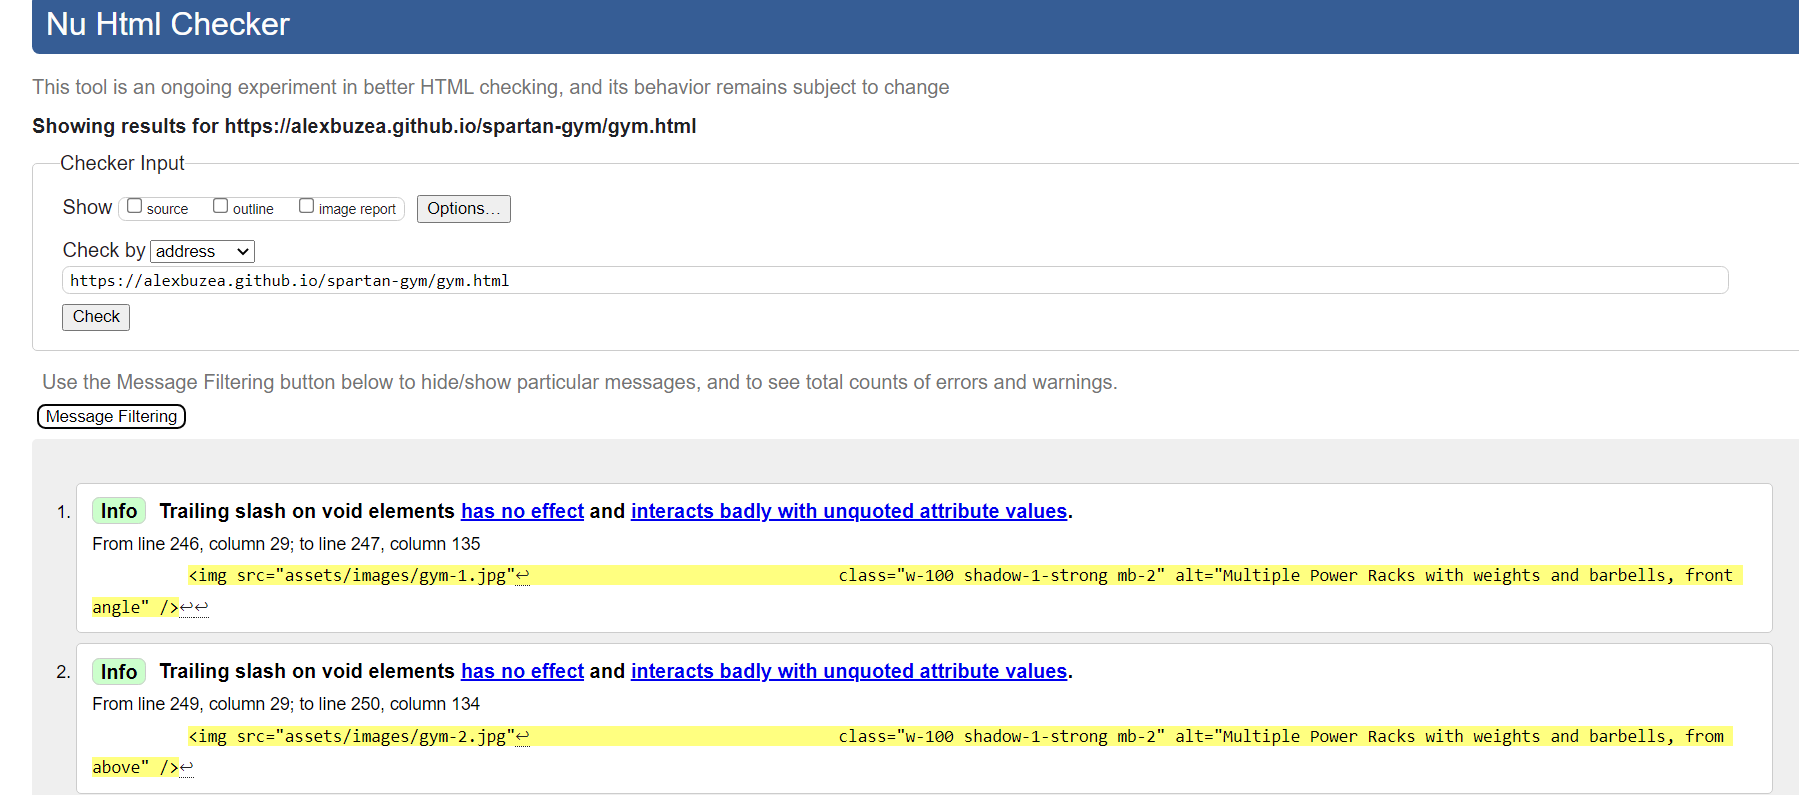 Nu Html Checker
This tool is an ongoing experiment in better HTML checking, and its behavior remains subject to change
Showing results for https://alexbuzea.github.io/spartan-gym/gym.html
Checker Input
Show source outline image report Options...
Check by address
https://alexbuzea.github.io/spartan-gym/gym.html
Check
Use the Message Filtering button below to hide/show particular messages, and to see total counts of errors and warnings.
Message Filtering
1. Info Trailing slash on void elements has no effect and interacts badly with unquoted attribute values.
From line 246, column 29; to line 247, column 135
<img src="assets/images/gym-1.jpg"↩ class="w-100 shadow-1-strong mb-2" alt="Multiple Power Racks with weights and barbells, front
angle" />↩↩
2. Info Trailing slash on void elements has no effect and interacts badly with unquoted attribute values.
From line 249, column 29; to line 250, column 134
<img src="assets/images/gym-2.jpg"↩ class="w-100 shadow-1-strong mb-2" alt="Multiple Power Racks with weights and barbells, from
above" />↩